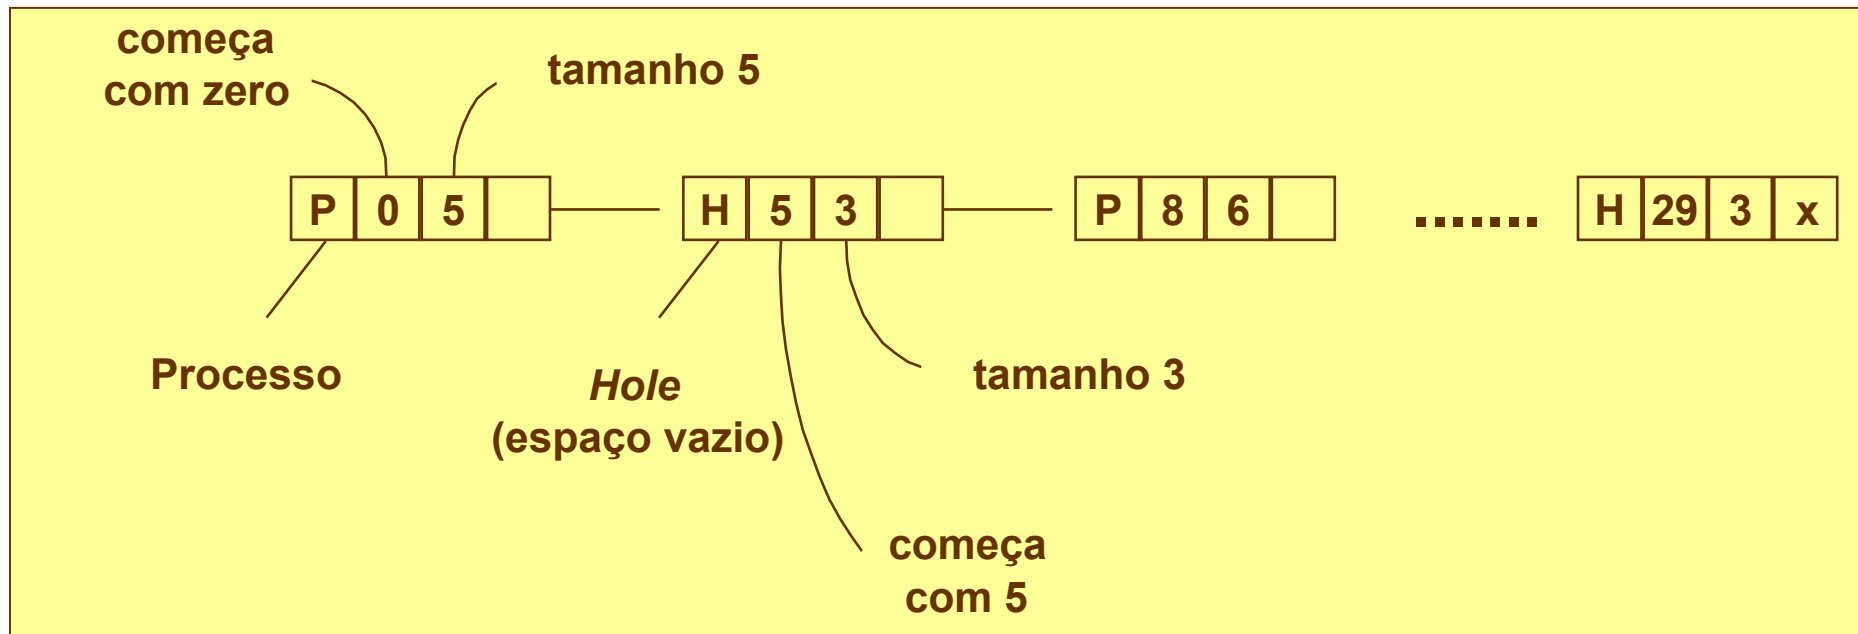 começa
com zero
tamanho 5
P 0 5
H 5 3
P 8 6
.......
H 29 3 x
Processo
Hole
(espaço vazio)
tamanho 3
começa
com 5